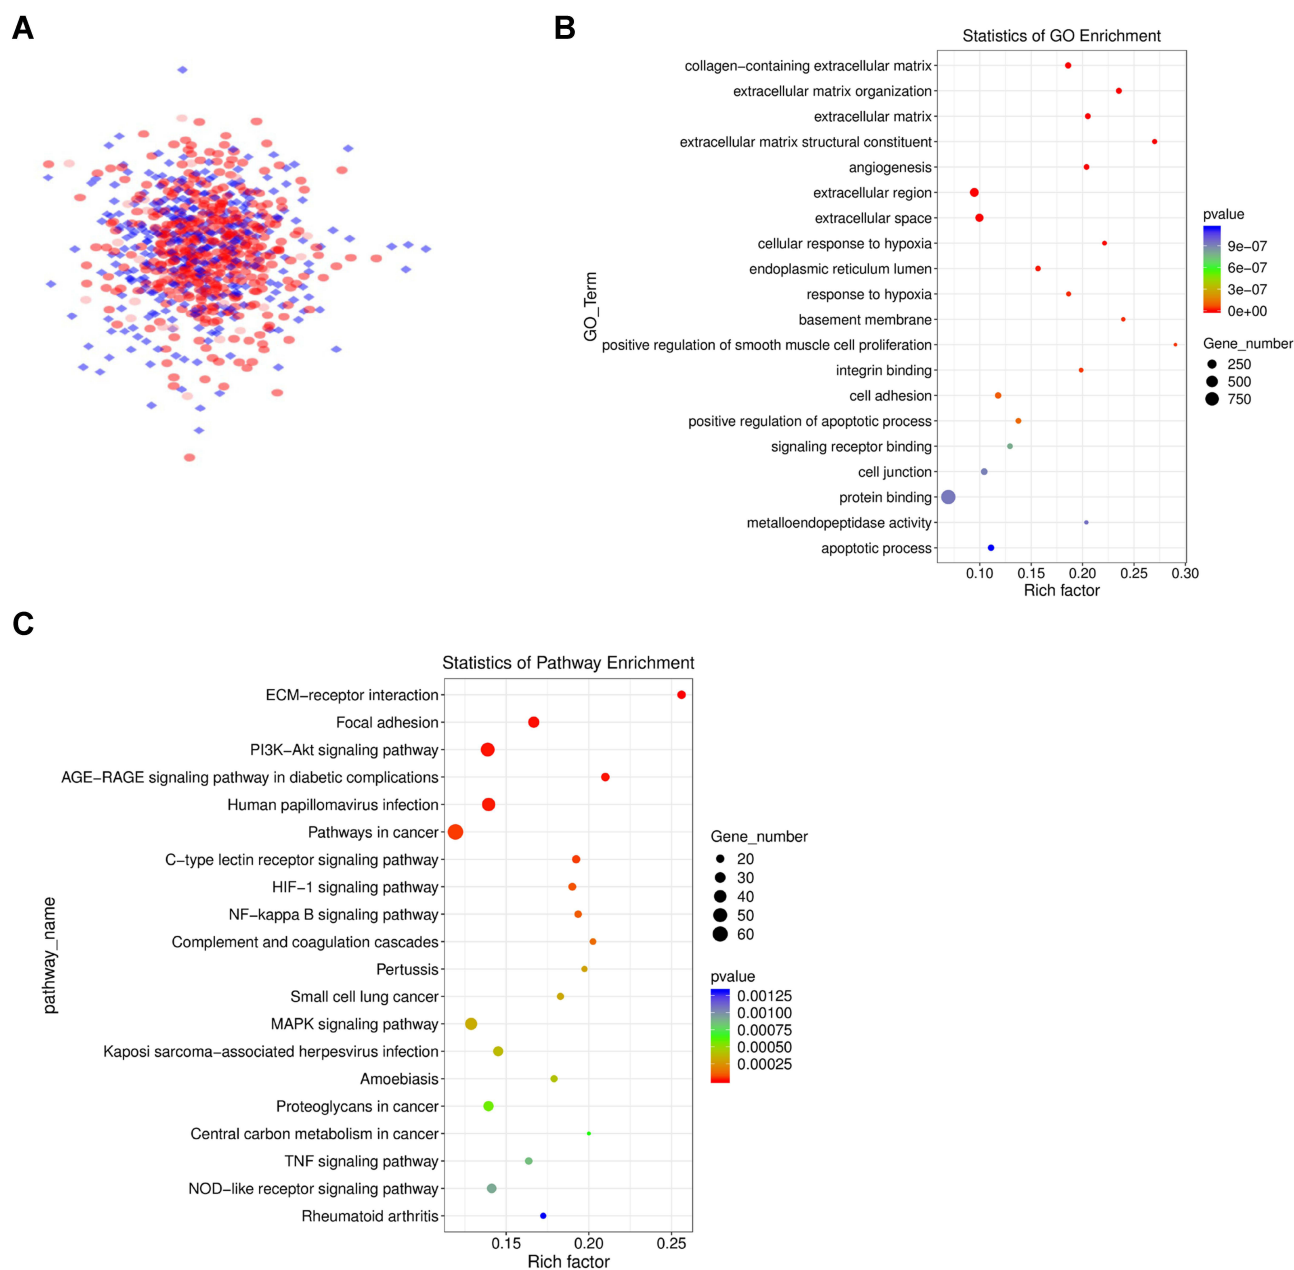 A
B
Statistics of GO Enrichment
collagen−containing extracellular matrix
extracellular matrix organization
extracellular matrix
extracellular matrix structural constituent
angiogenesis
extracellular region
extracellular space
cellular response to hypoxia
endoplasmic reticulum lumen
response to hypoxia
basement membrane
positive regulation of smooth muscle cell proliferation
integrin binding
cell adhesion
positive regulation of apoptotic process
signaling receptor binding
cell junction
protein binding
metalloendopeptidase activity
apoptotic process
GO_Term
0.10 0.15 0.20 0.25 0.30
Rich factor
pvalue
9e−07
6e−07
3e−07
0e+00
Gene_number
250
500
750
C
Statistics of Pathway Enrichment
ECM−receptor interaction
Focal adhesion
PI3K−Akt signaling pathway
AGE−RAGE signaling pathway in diabetic complications
Human papillomavirus infection
Pathways in cancer
C−type lectin receptor signaling pathway
HIF−1 signaling pathway
NF−kappa B signaling pathway
Complement and coagulation cascades
Pertussis
Small cell lung cancer
MAPK signaling pathway
Kaposi sarcoma−associated herpesvirus infection
Amoebiasis
Proteoglycans in cancer
Central carbon metabolism in cancer
TNF signaling pathway
NOD−like receptor signaling pathway
Rheumatoid arthritis
pathway_name
0.15 0.20 0.25
Rich factor
Gene_number
20
30
40
50
60
pvalue
0.00125
0.00100
0.00075
0.00050
0.00025